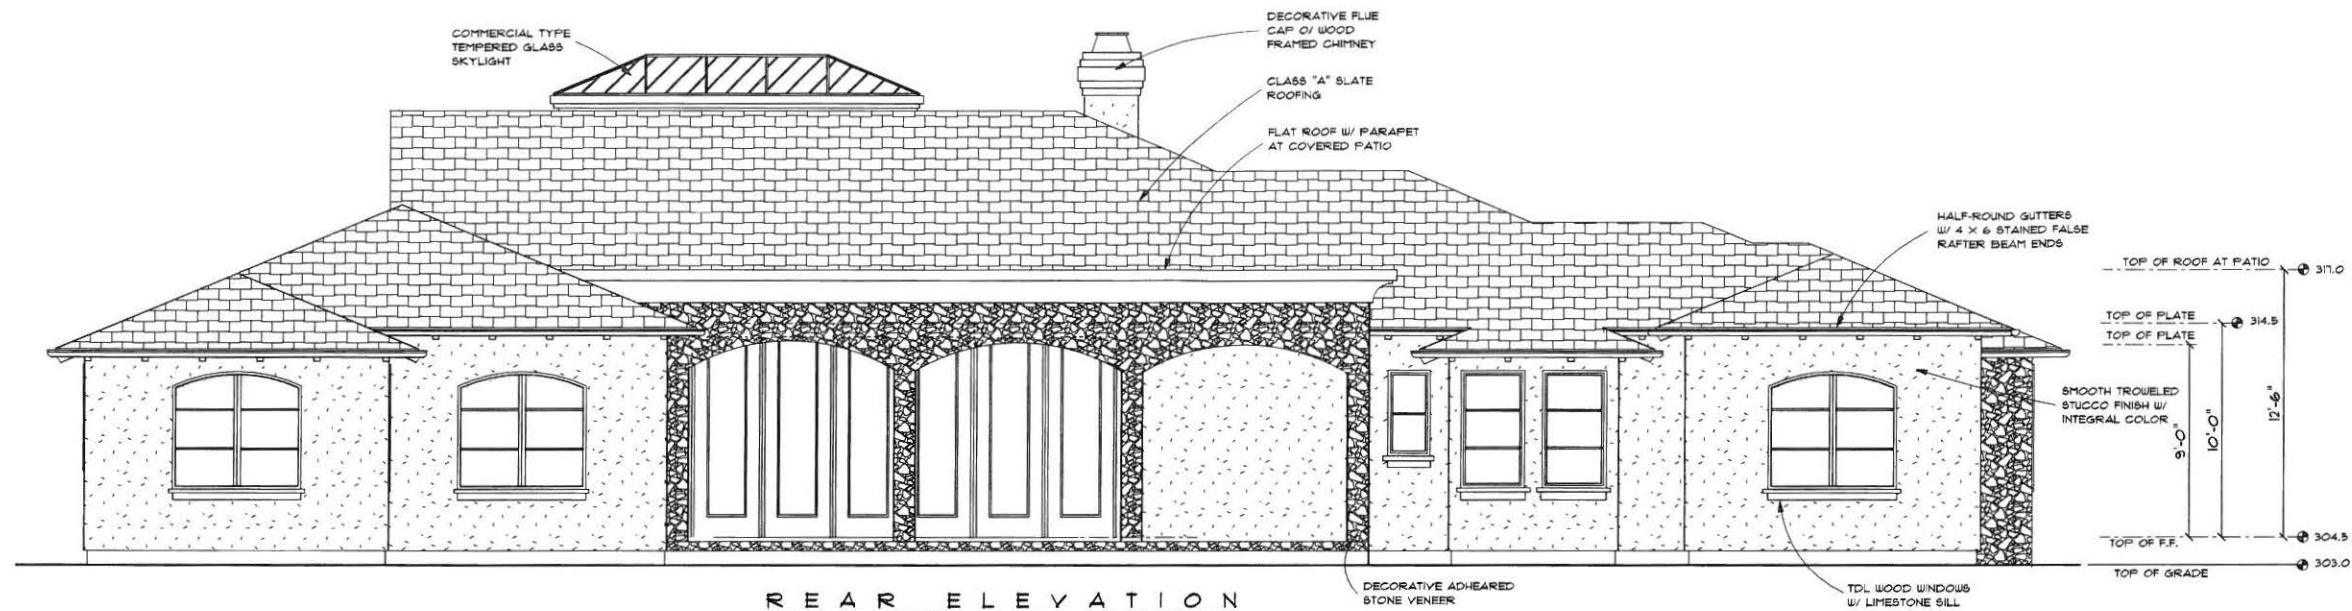 COMMERCIAL TYPE
TEMPERED GLASS
SKYLIGHT
DECORATIVE FLUE
CAP O/ WOOD
FRAMED CHIMNEY
CLASS "A" SLATE
ROOFING
FLAT ROOF W/ PARAPET
AT COVERED PATIO
HALF-ROUND GUTTERS
W/ 4 X 6 STAINED FALSE
RAFTER BEAM ENDS
TOP OF ROOF AT PATIO
317.0
TOP OF PLATE
314.5
TOP OF PLATE
SMOOTH TROWELED
STUCCO FINISH W/
INTEGRAL COLOR
9'-0"
10'-0"
12'-6"
TOP OF F.F.
304.5
303.0
TOP OF GRADE
DECORATIVE ADHEARED
STONE VENEER
TDL WOOD WINDOWS
W/ LIMESTONE SILL
REAR ELEVATION